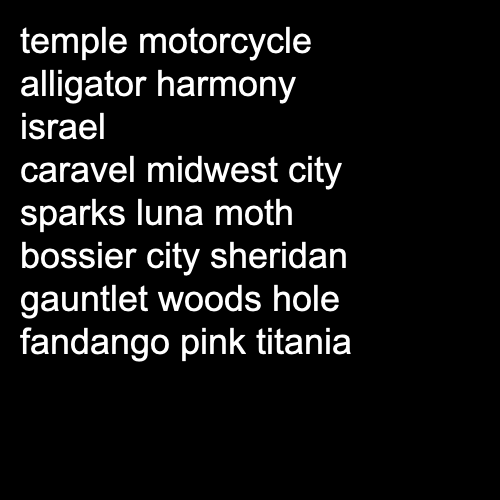 temple motorcycle
alligator harmony
israel
caravel midwest city
sparks luna moth
bossier city sheridan
gauntlet woods hole
fandango pink titania